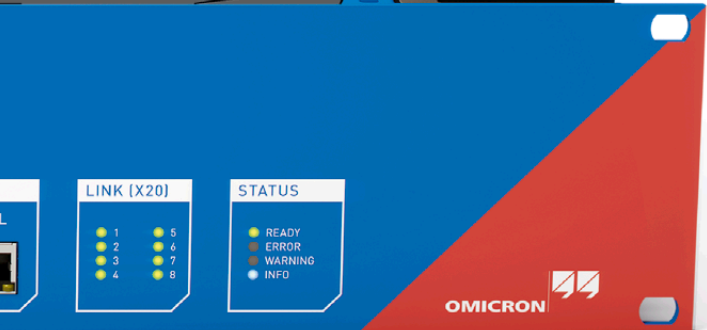 L
LINK (X20)
1 5
2 6
3 7
4 8
STATUS
READY
ERROR
WARNING
INFO
OMICRON